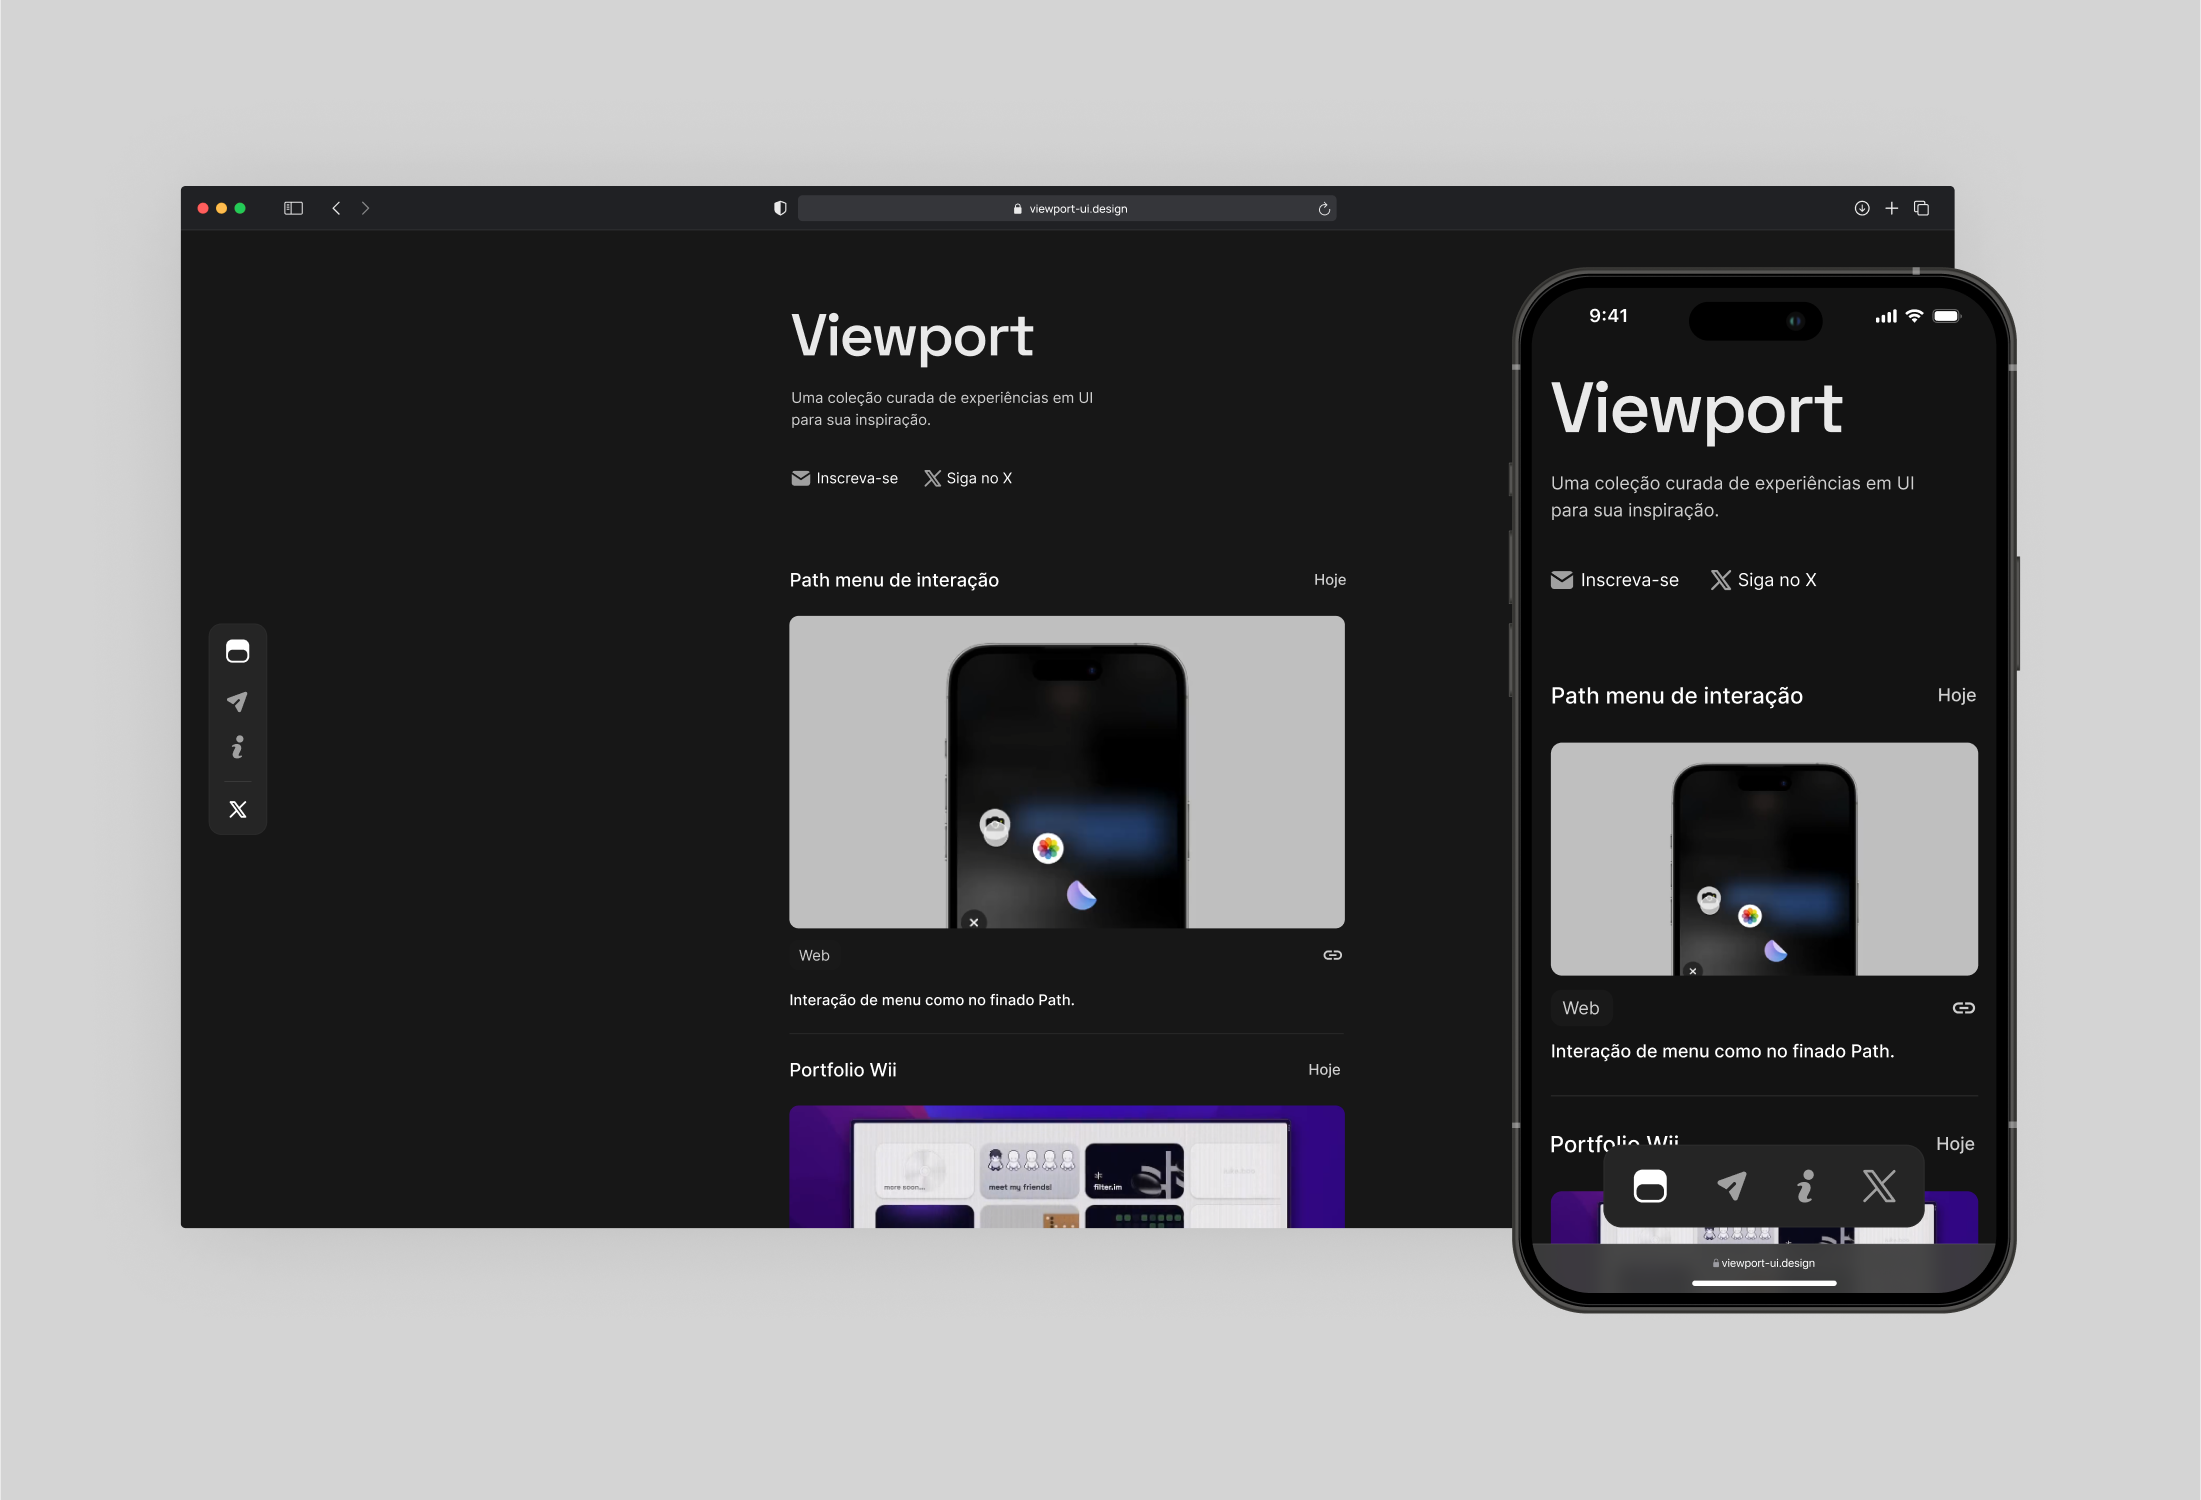 viewport-ui.design
Viewport
Uma coleção curada de experiências em UI
para sua inspiração.
Inscreva-se
Siga no X
Path menu de interação
Hoje
Web
Interação de menu como no finado Path.
Portfolio Wii
Hoje
more soon...
meet my friends!
filter.im
9:41
Viewport
Uma coleção curada de experiências em UI
para sua inspiração.
Inscreva-se
Siga no X
Path menu de interação
Hoje
Web
Interação de menu como no finado Path.
Portfolio Wii
Hoje
viewport-ui.design